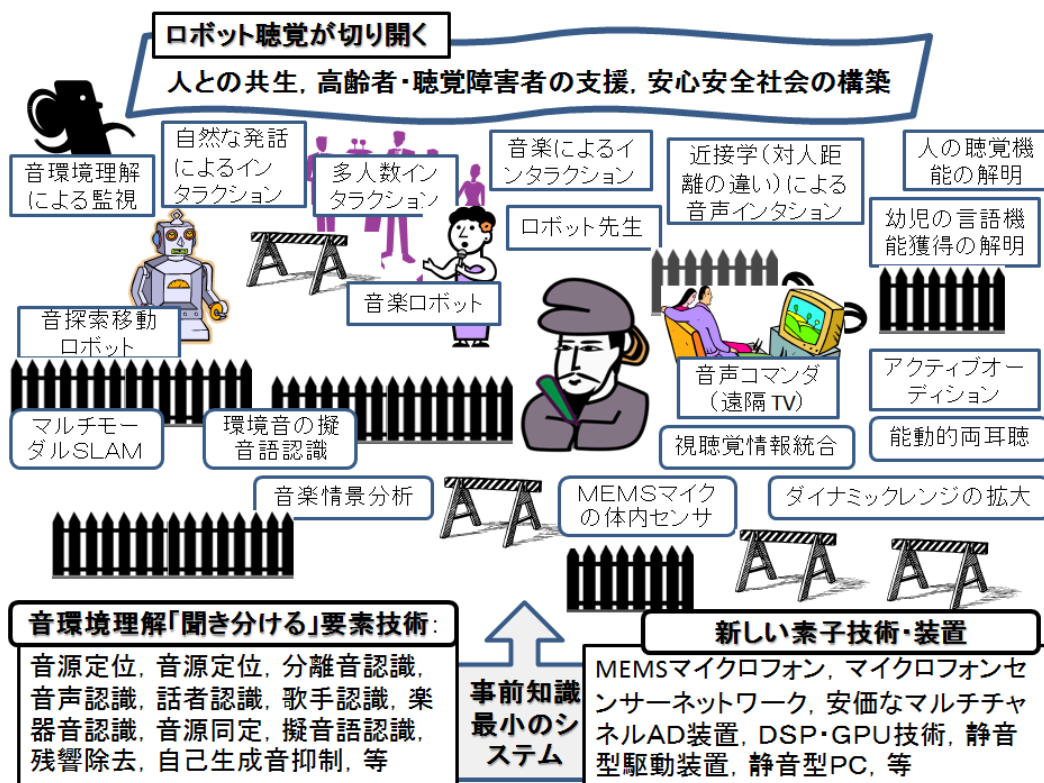 ロボット聴覚が切り開く
人との共生, 高齢者・聴覚障害者の支援, 安心安全社会の構築
音環境理解
による監視
自然な発話
によるイン
タラクション
多人数イン
タラクション
音楽によるイ
ンタラクション
近接学(対人距
離の違い)による
音声インタション
人の聴覚機
能の解明
ロボット先生
幼児の言語機
能獲得の解明
音楽ロボット
音探索移動
ロボット
音声コマンダ
(遠隔TV)
アクティブオー
ディション
マルチモー
ダルSLAM
環境音の擬
音語認識
視聴覚情報統合
能動的両耳聴
音楽情景分析
MEMSマイク
の体内センサ
ダイナミックレンジの拡大
音環境理解「聞き分ける」要素技術:
音源定位, 音源定位, 分離音認識,
音声認識, 話者認識, 歌手認識, 楽
器音認識, 音源同定, 擬音語認識,
残響除去, 自己生成音抑制, 等
事前知識
最小のシ
ステム
新しい素子技術・装置
MEMSマイクロフォン, マイクロフォンセ
ンサーネットワーク, 安価なマルチチャ
ネルAD装置, DSP・GPU技術, 静音
型駆動装置, 静音型PC, 等